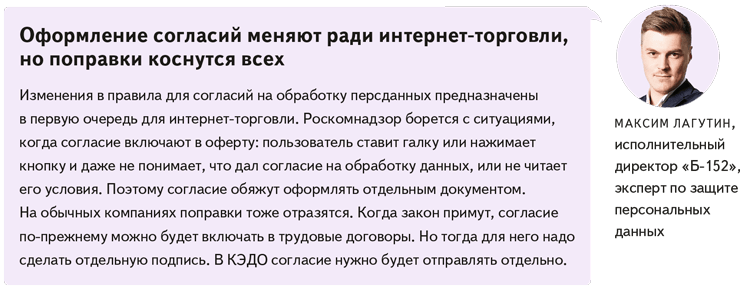 Оформление согласий меняют ради интернет-торговли,
но поправки коснутся всех
Изменения в правила для согласий на обработку персданных предназначены
в первую очередь для интернет-торговли. Роскомнадзор борется с ситуациями,
когда согласие включают в оферту: пользователь ставит галку или нажимает
кнопку и даже не понимает, что дал согласие на обработку данных, или не читает
его условия. Поэтому согласие обяжут оформлять отдельным документом.
На обычных компаниях поправки тоже отразятся. Когда закон примут, согласие
по-прежнему можно будет включать в трудовые договоры. Но тогда для него надо
сделать отдельную подпись. В КЭДО согласие нужно будет отправлять отдельно.
МАКСИМ ЛАГУТИН,
исполнительный
директор «Б-152»,
эксперт по защите
персональных
данных